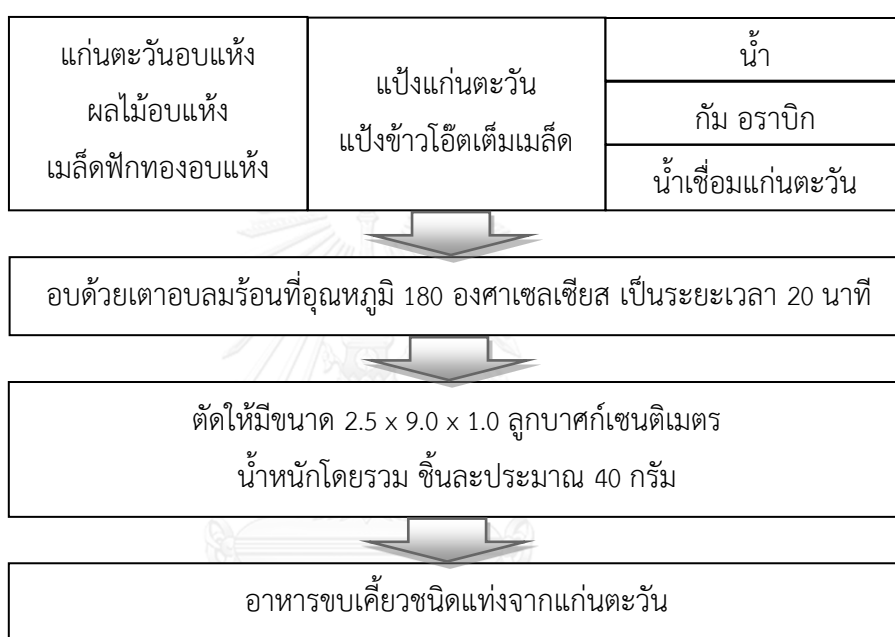 แก่นตะวันอบแห้ง
ผลไม้อบแห้ง
เมล็ดฟักทองอบแห้ง
แป้งแก่นตะวัน
แป้งข้าวโอ๊ตเต็มเมล็ด
น้ำ
กัม อราบิก
น้ำเชื่อมแก่นตะวัน
อบด้วยเตาอบลมร้อนที่อุณหภูมิ 180 องศาเซลเซียส เป็นระยะเวลา 20 นาที
ตัดให้มีขนาด 2.5 x 9.0 x 1.0 ลูกบาศก์เซนติเมตร
น้ำหนักโดยรวม ชิ้นละประมาณ 40 กรัม
อาหารขบเคี้ยวชนิดแท่งจากแก่นตะวัน